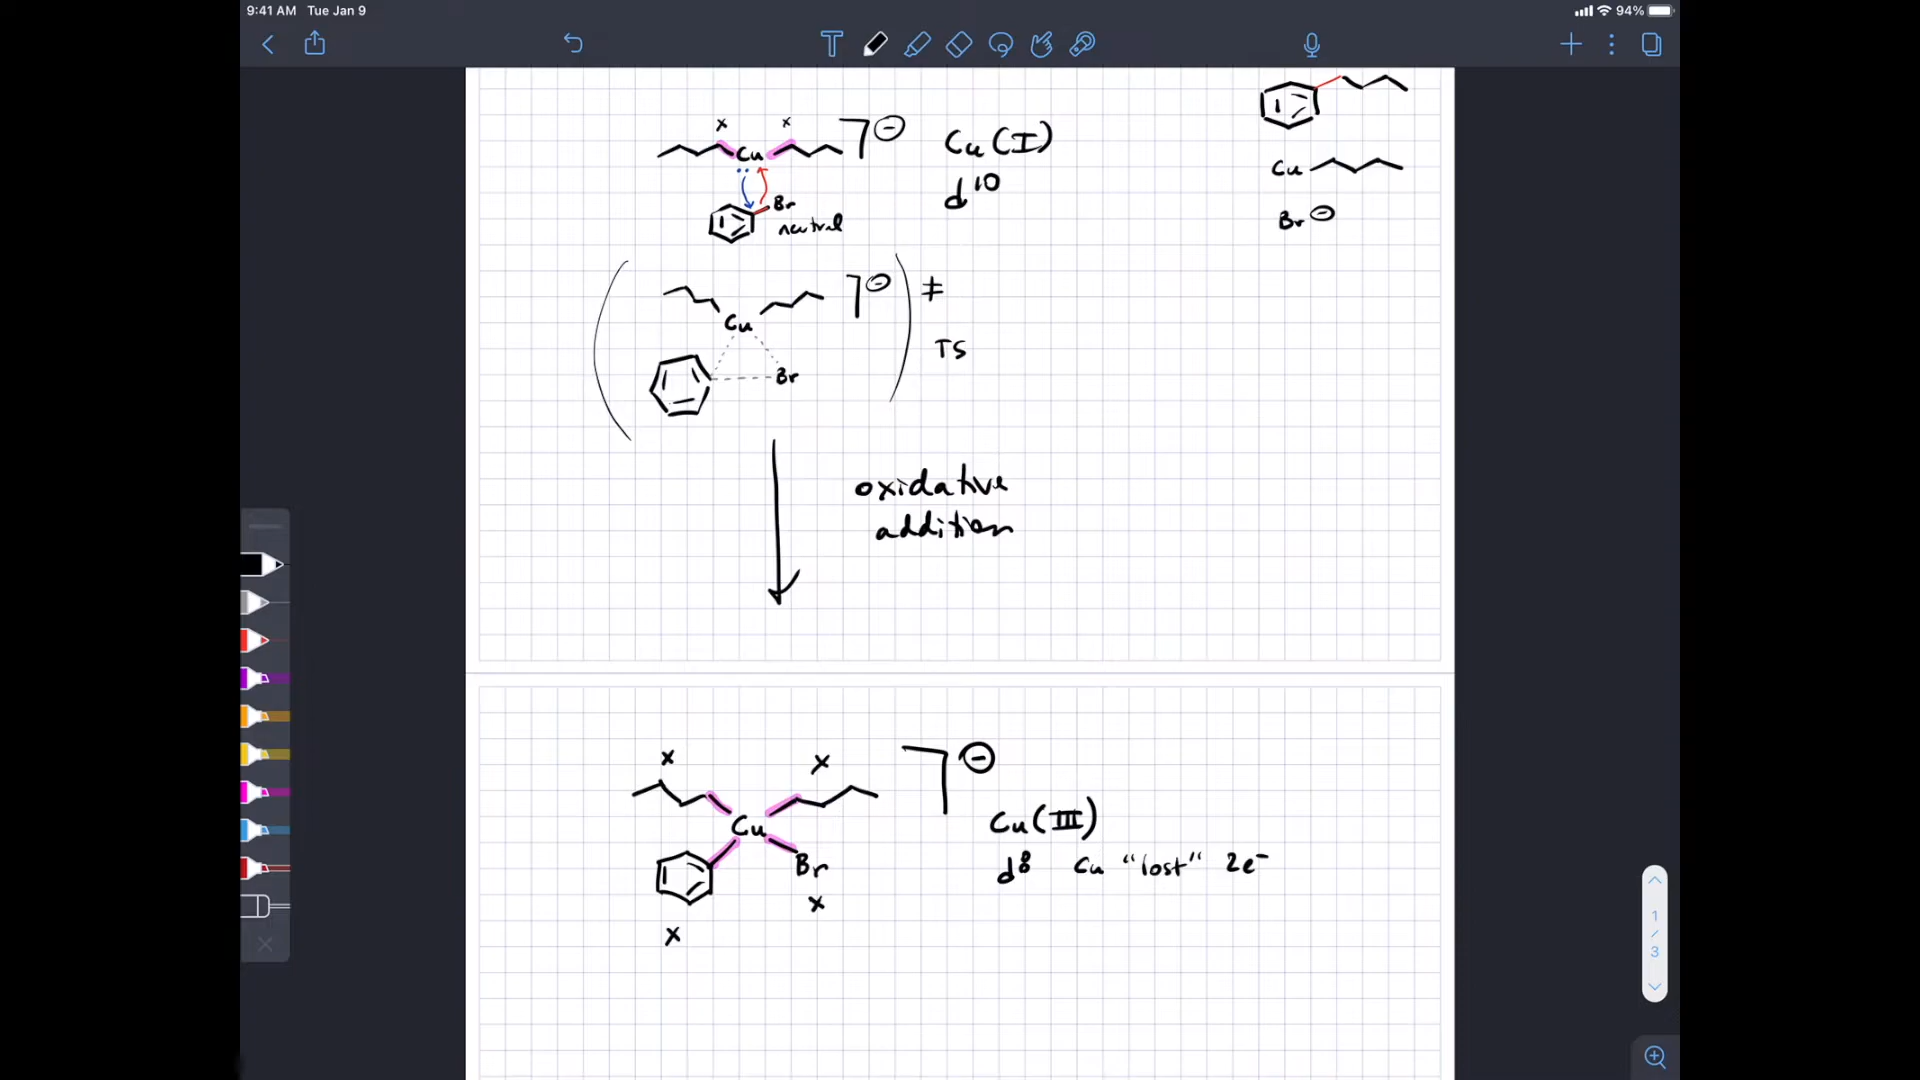 9:41 AM Tue Jan 9
94%
x x
Cu ⊖ Cu (I)
Br d10
neutral
Cu
Br ⊖
⊖ ‡
Cu
TS
Br
oxidative
addition
x x ⊖
Cu Cu (III)
Br d8 Cu "lost" 2e-
x
x
1
/
3